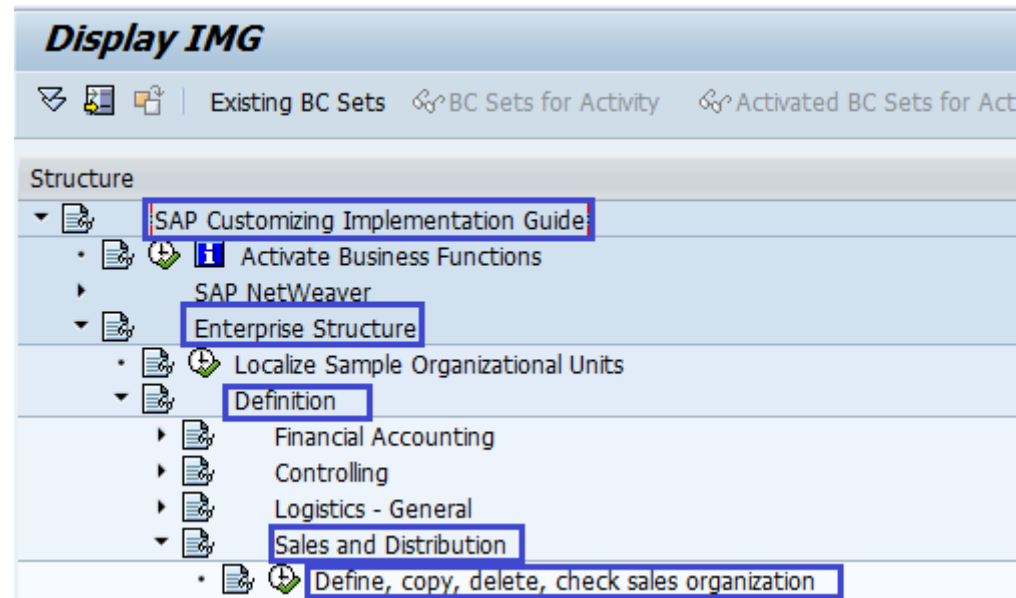 Display IMG
Existing BC Sets BC Sets for Activity Activated BC Sets for Act
Structure
SAP Customizing Implementation Guide
Activate Business Functions
SAP NetWeaver
Enterprise Structure
Localize Sample Organizational Units
Definition
Financial Accounting
Controlling
Logistics - General
Sales and Distribution
Define, copy, delete, check sales organization